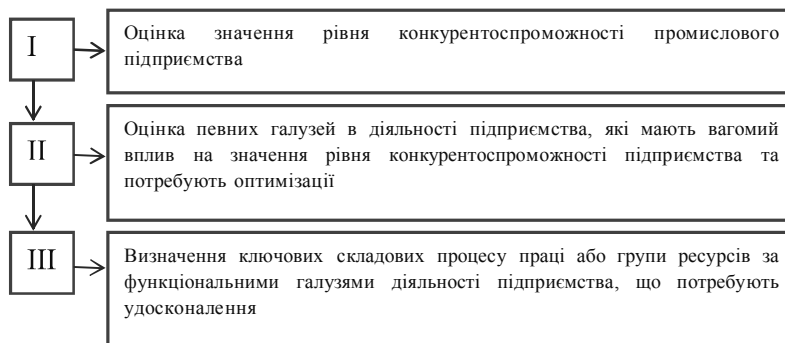 I
Оцінка значення рівня конкурентоспроможності промислового
підприємства
II
Оцінка певних галузей в діяльності підприємства, які мають вагомий
вплив на значення рівня конкурентоспроможності підприємства та
потребують оптимізації
III
Визначення ключових складових процесу праці або групи ресурсів за
функціональними галузями діяльності підприємства, що потребують
удосконалення